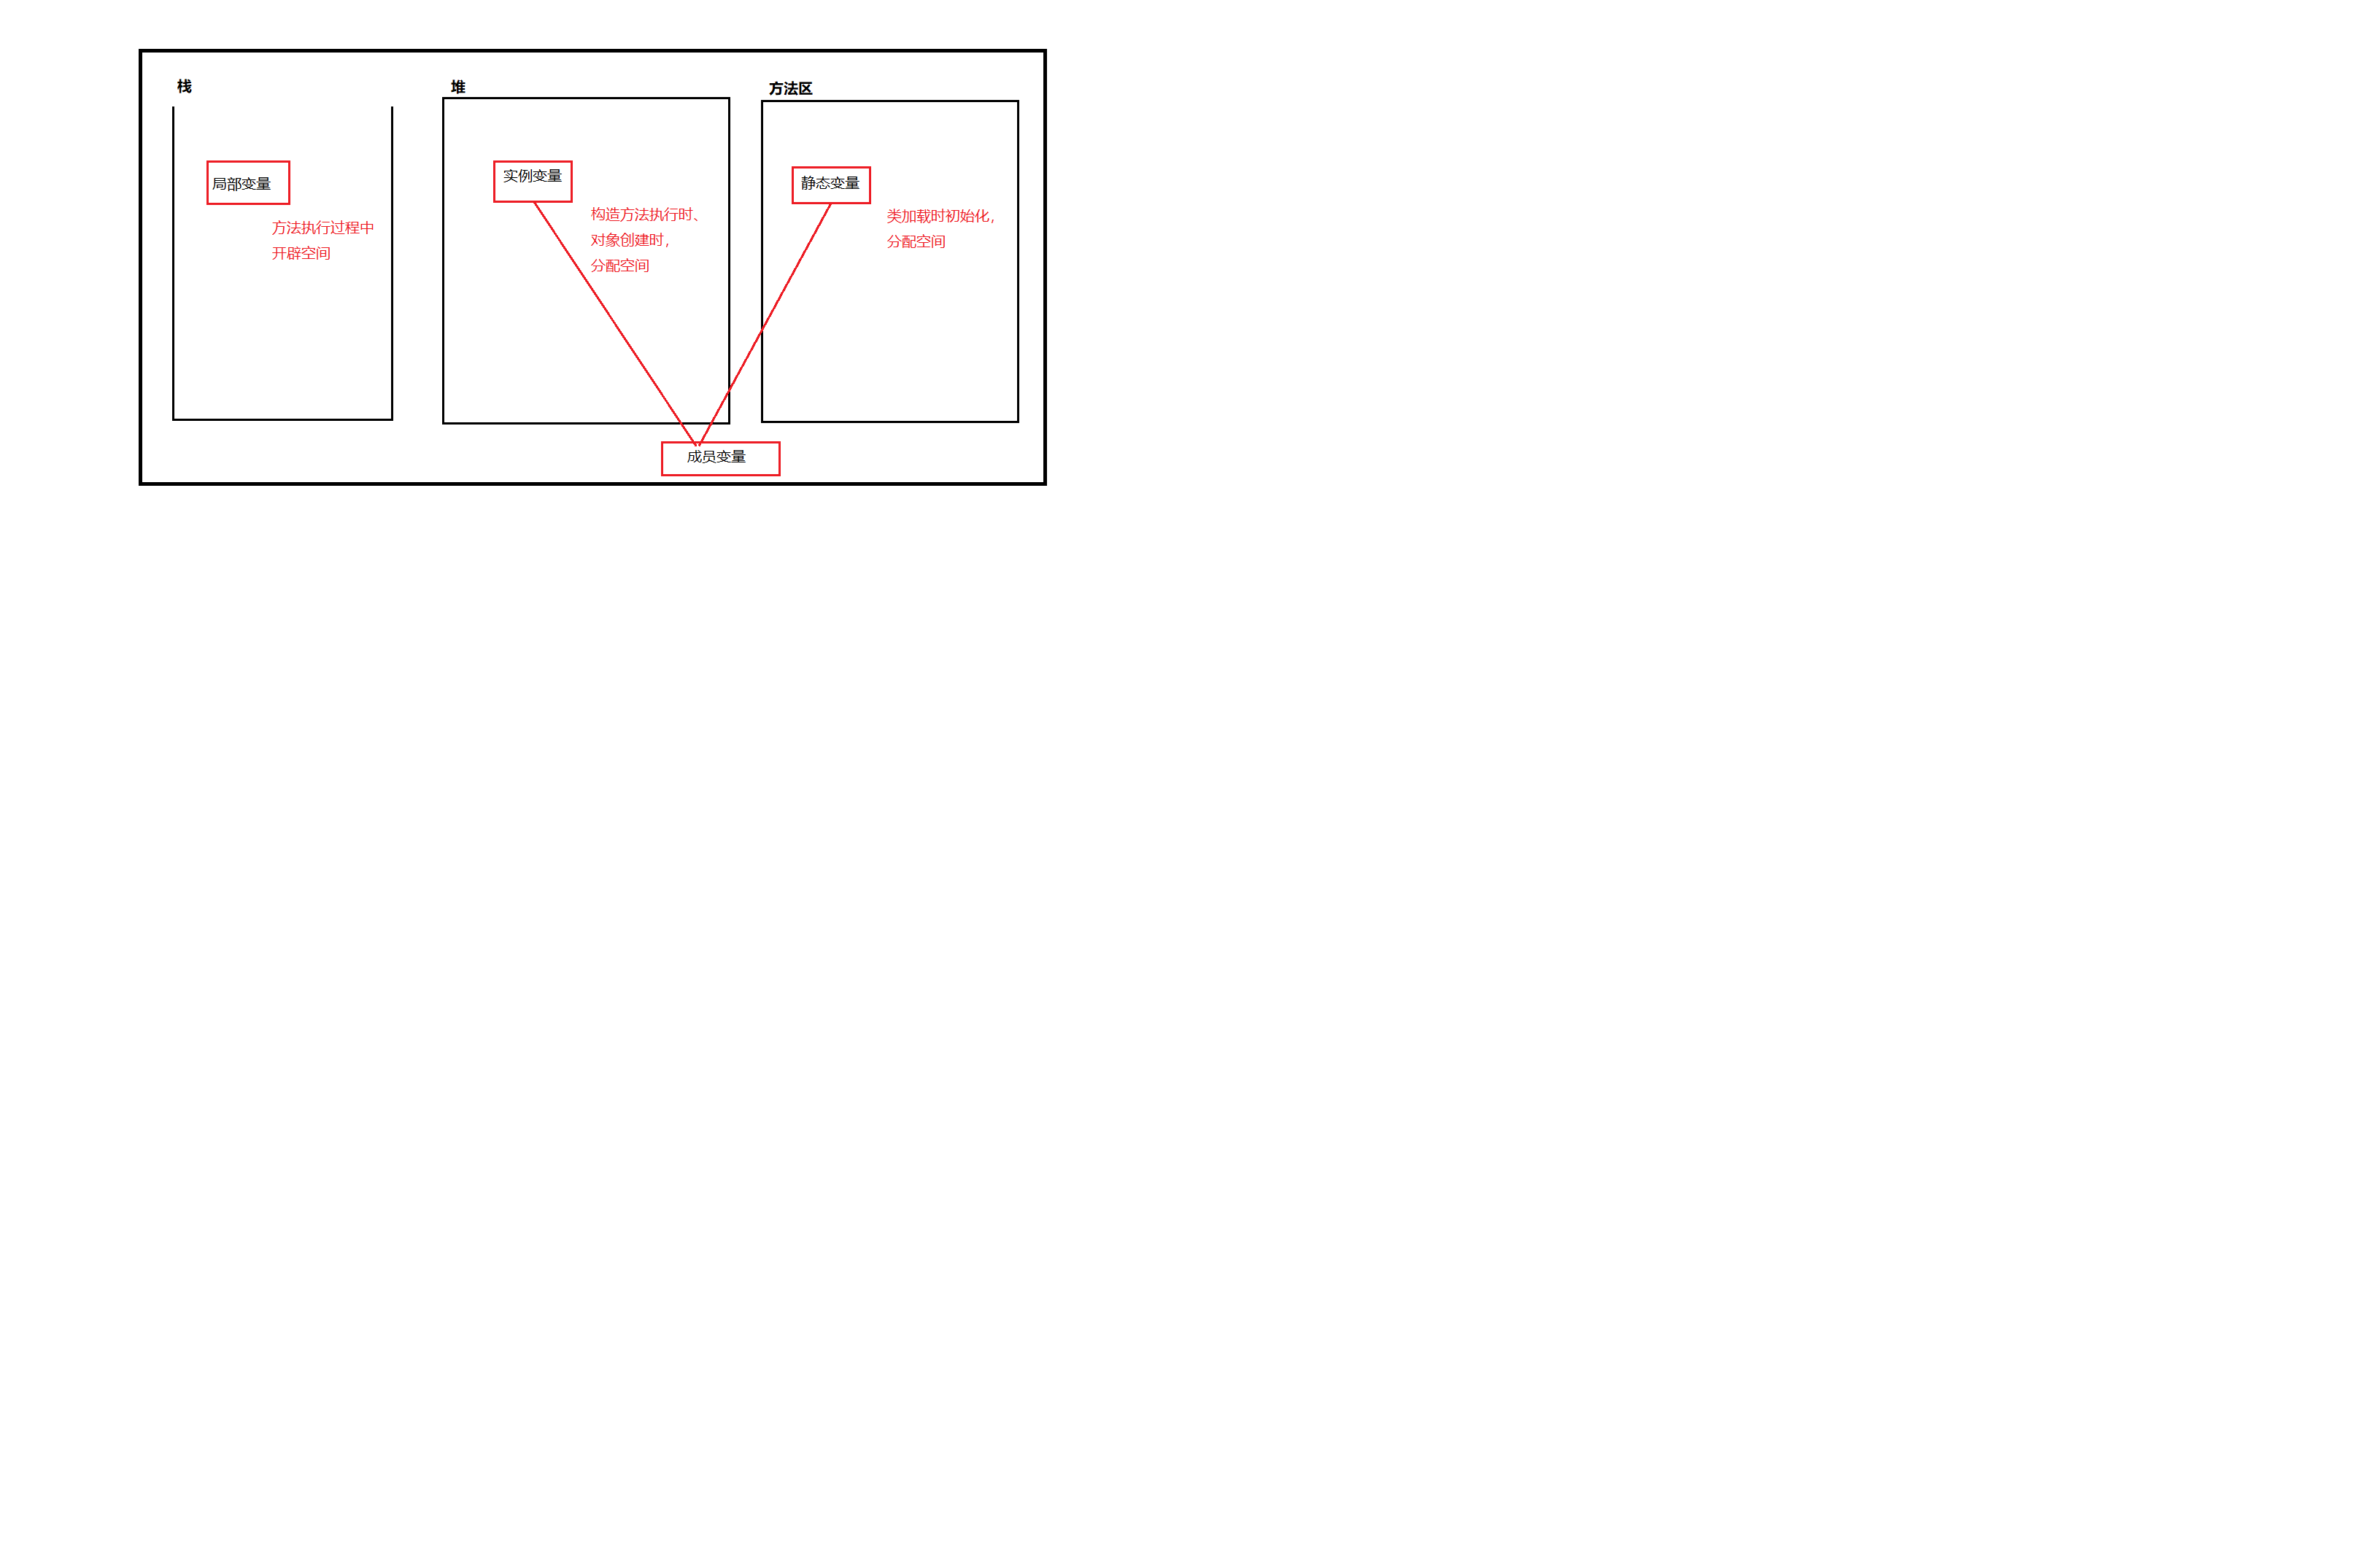 栈
局部变量
方法执行过程中
开辟空间
堆
实例变量
构造方法执行时、
对象创建时，
分配空间
方法区
静态变量
类加载时初始化，
分配空间
成员变量